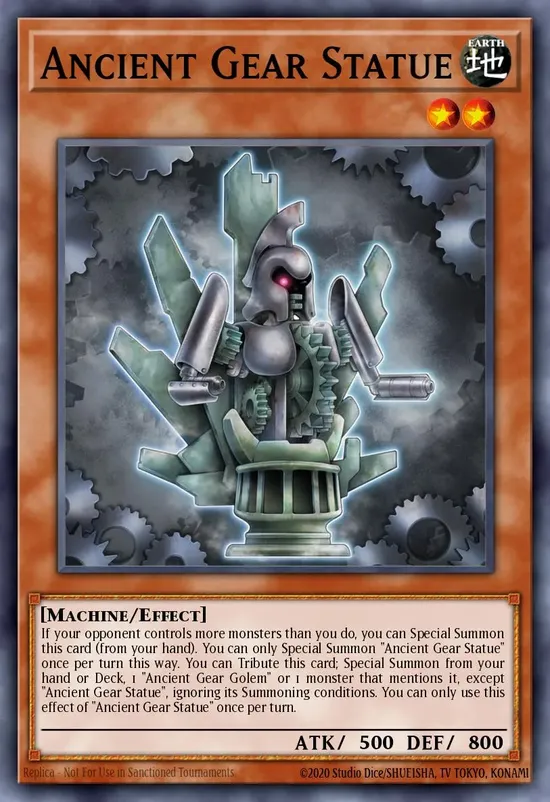 Ancient Gear Statue
EARTH
地
[Machine/Effect]
If your opponent controls more monsters than you do, you can Special Summon
this card (from your hand). You can only Special Summon "Ancient Gear Statue"
once per turn this way. You can Tribute this card; Special Summon from your
hand or Deck, 1 "Ancient Gear Golem" or 1 monster that mentions it, except
"Ancient Gear Statue", ignoring its Summoning conditions. You can only use this
effect of "Ancient Gear Statue" once per turn.
ATK/ 500 DEF/ 800
Replica - Not For Use in Sanctioned Tournaments
©2020 Studio Dice/SHUEISHA, TV TOKYO, KONAMI